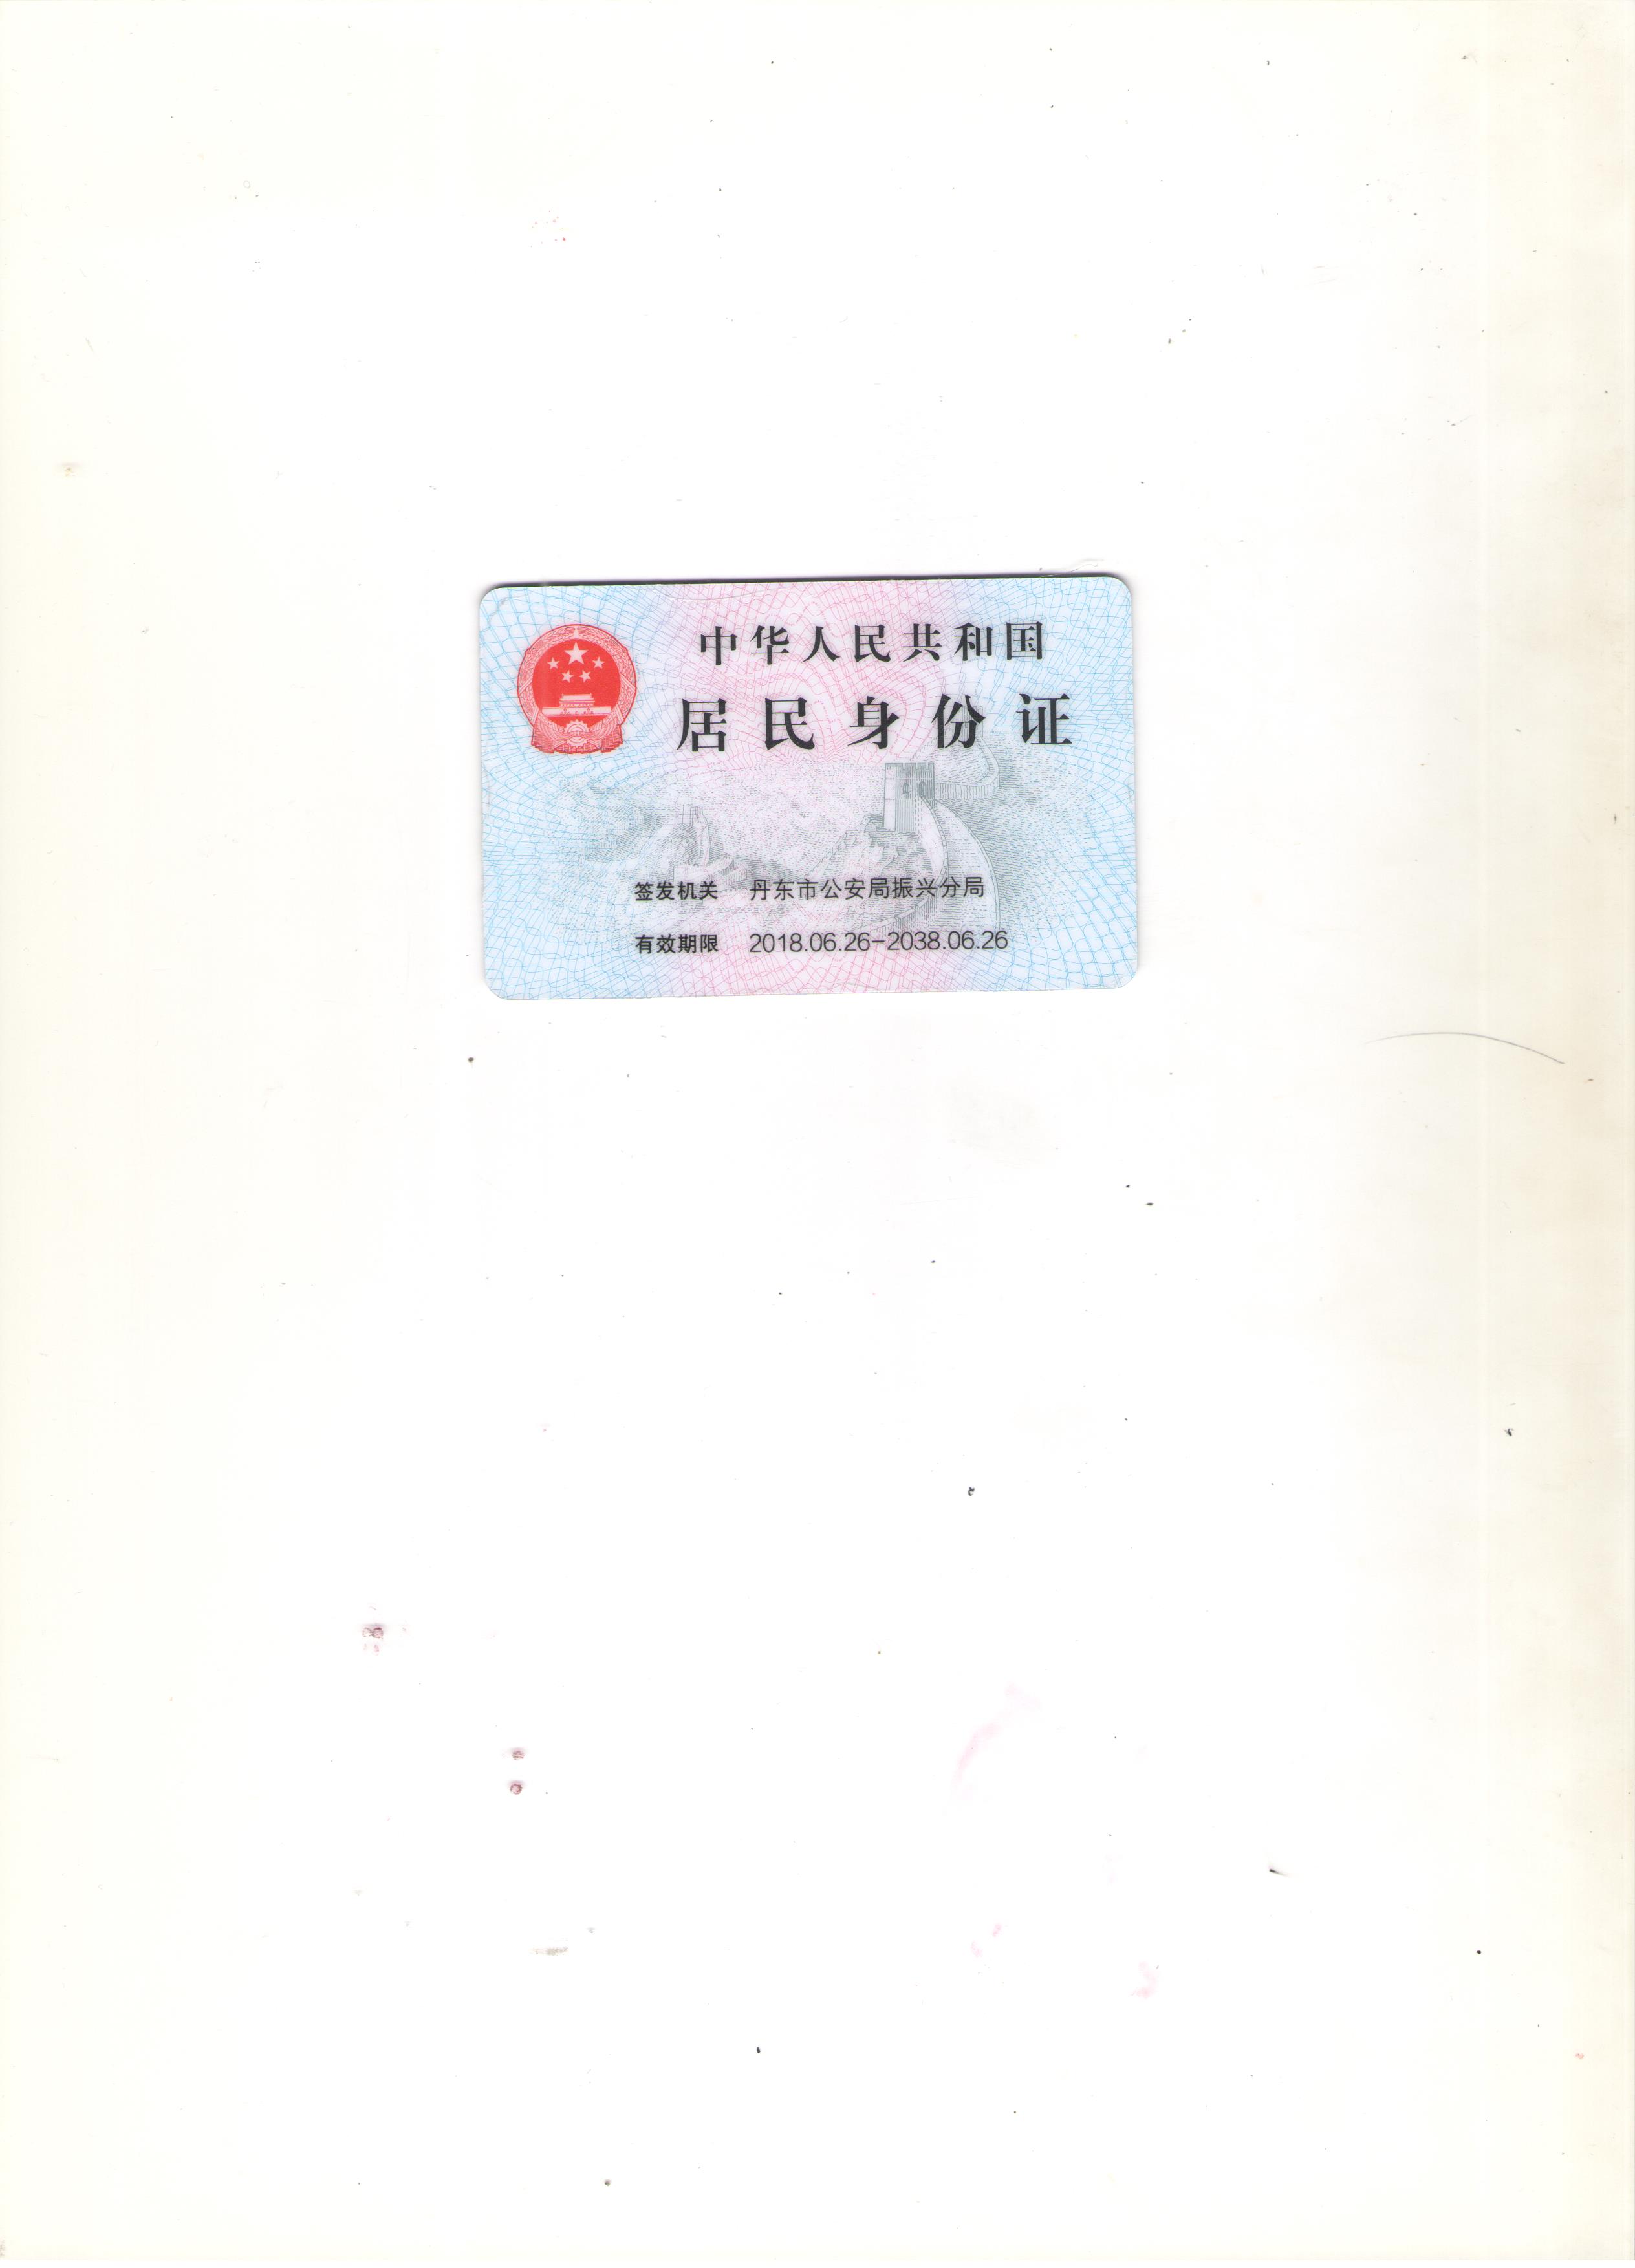 中华人民共和国
居民身份证
签发机关 丹东市公安局振兴分局
有效期限 2018.06.26-2038.06.26